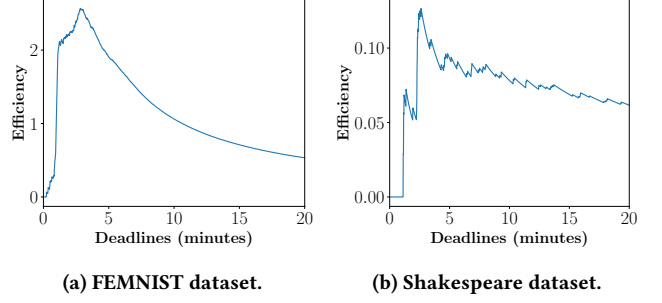 Efficiency
2
1
0
0
5
10
15
20
Deadlines (minutes)
(a) FEMNIST dataset.
Efficiency
0.10
0.05
0.00
0
5
10
15
20
Deadlines (minutes)
(b) Shakespeare dataset.